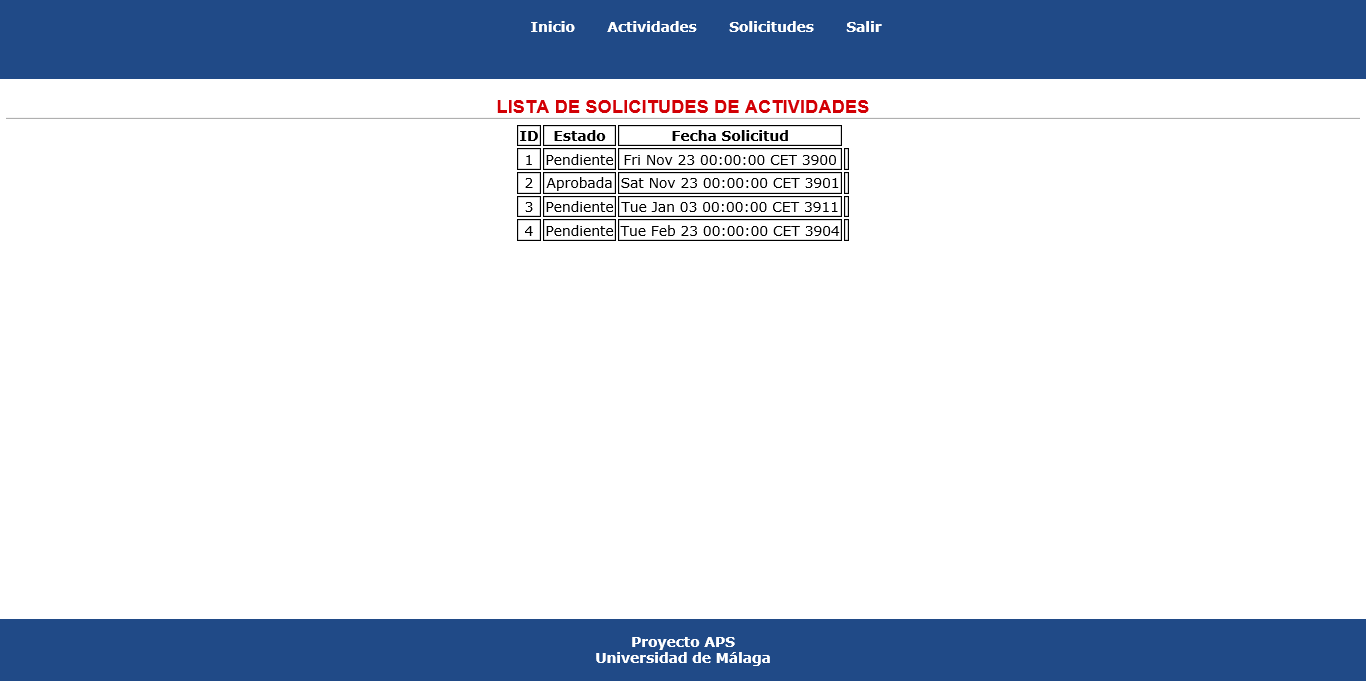 Inicio Actividades Solicitudes Salir
LISTA DE SOLICITUDES DE ACTIVIDADES
ID Estado Fecha Solicitud
1 Pendiente Fri Nov 23 00:00:00 CET 3900
2 Aprobada Sat Nov 23 00:00:00 CET 3901
3 Pendiente Tue Jan 03 00:00:00 CET 3911
4 Pendiente Tue Feb 23 00:00:00 CET 3904
Proyecto APS
Universidad de Málaga